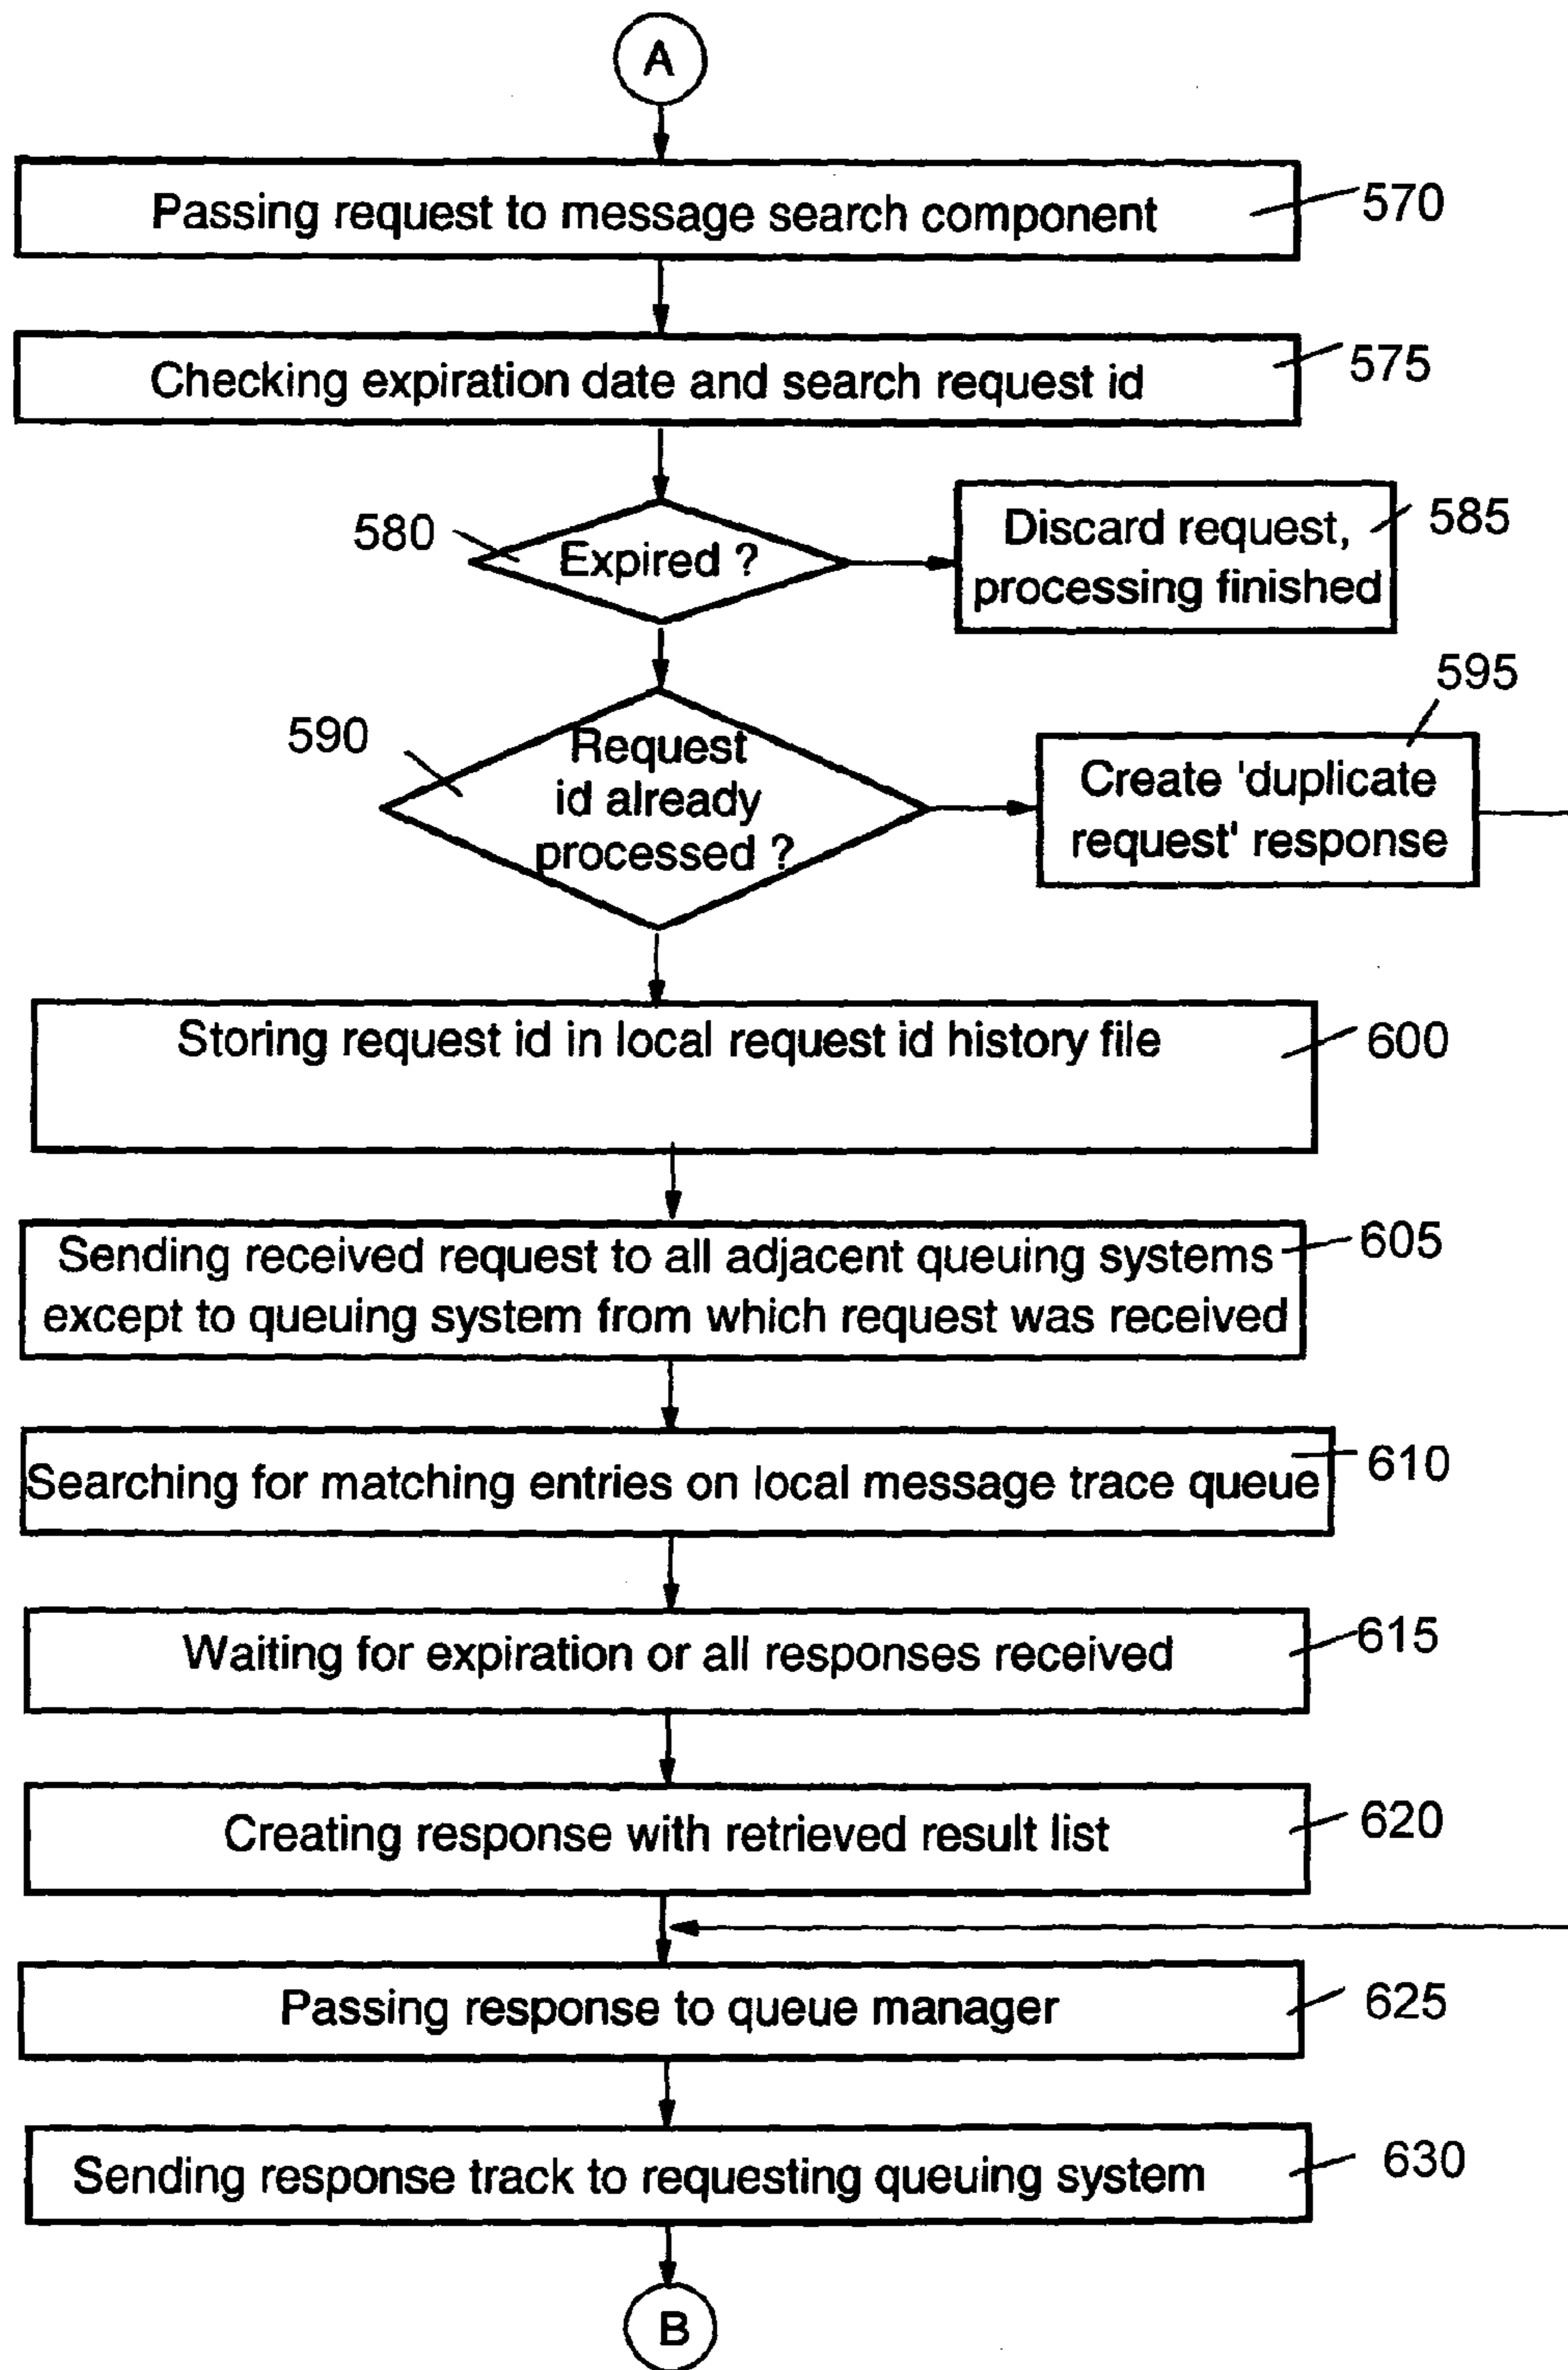 A
Passing request to message search component
570
Checking expiration date and search request id
575
580
Expired ?
Discard request,
processing finished
585
590
Request
id already
processed ?
595
Create 'duplicate
request' response
Storing request id in local request id history file
600
Sending received request to all adjacent queuing systems
except to queuing system from which request was received
605
Searching for matching entries on local message trace queue
610
Waiting for expiration or all responses received
615
Creating response with retrieved result list
620
Passing response to queue manager
625
Sending response track to requesting queuing system
630
B